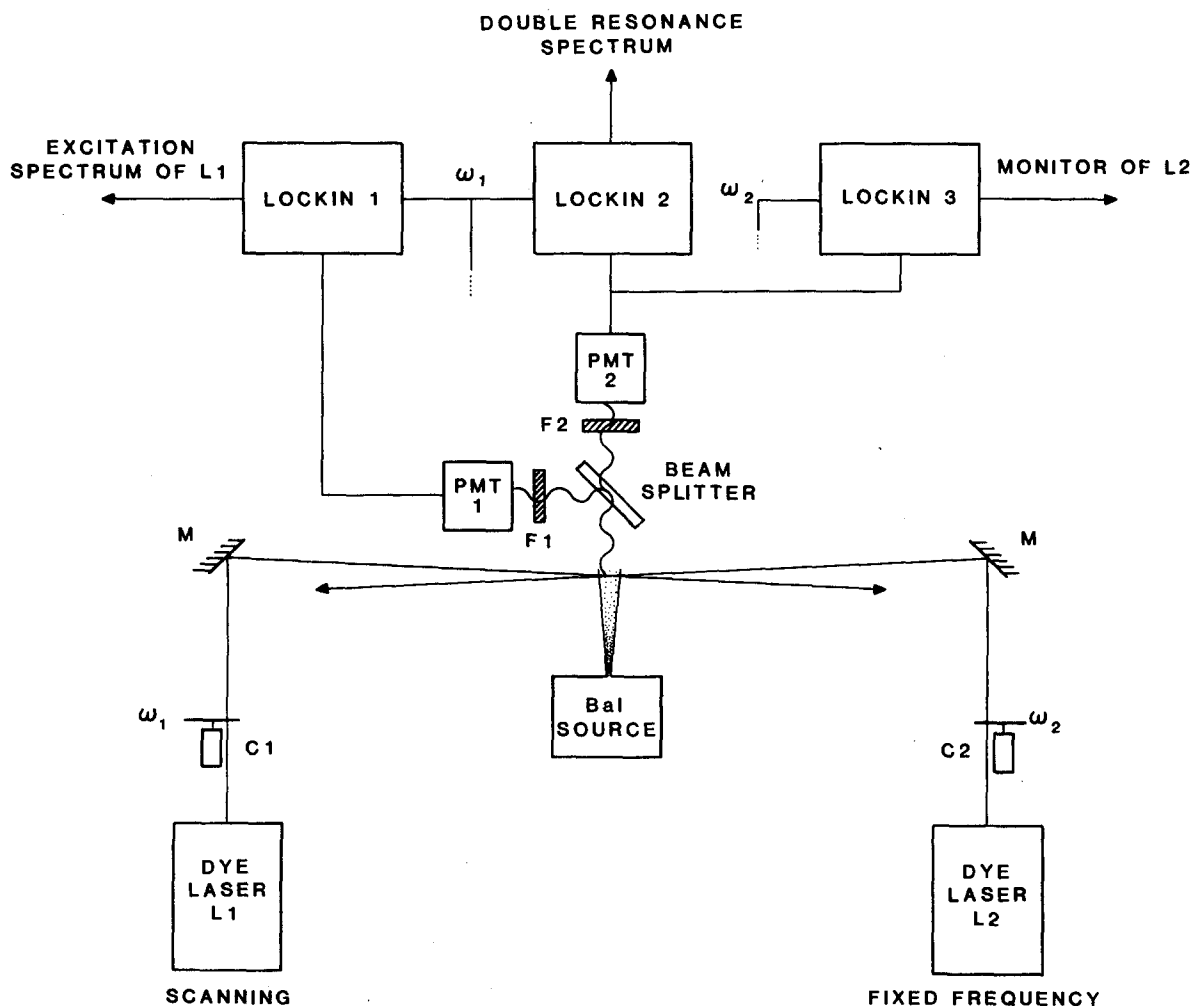 DOUBLE RESONANCE
SPECTRUM
EXCITATION
SPECTRUM OF L1
LOCKIN 1
ω1
LOCKIN 2
ω2
LOCKIN 3
MONITOR OF L2
PMT
2
F2
BEAM
SPLITTER
PMT
1
F1
M
M
BaI
SOURCE
ω1
C1
C2
ω2
DYE
LASER
L1
DYE
LASER
L2
SCANNING
FIXED FREQUENCY